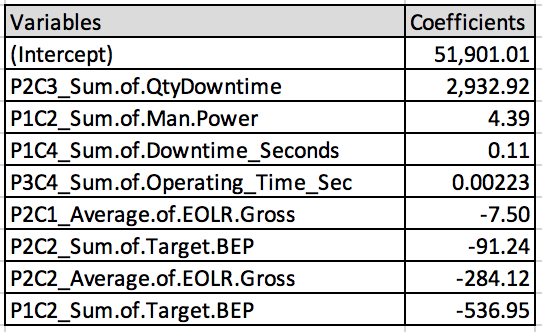 Variables Coefficients
(Intercept) 51,901.01
P2C3_Sum.of.QtyDowntime 2,932.92
P1C2_Sum.of.Man.Power 4.39
P1C4_Sum.of.Downtime_Seconds 0.11
P3C4_Sum.of.Operating_Time_Sec 0.00223
P2C1_Average.of.EOLR.Gross -7.50
P2C2_Sum.of.Target.BEP -91.24
P2C2_Average.of.EOLR.Gross -284.12
P1C2_Sum.of.Target.BEP -536.95